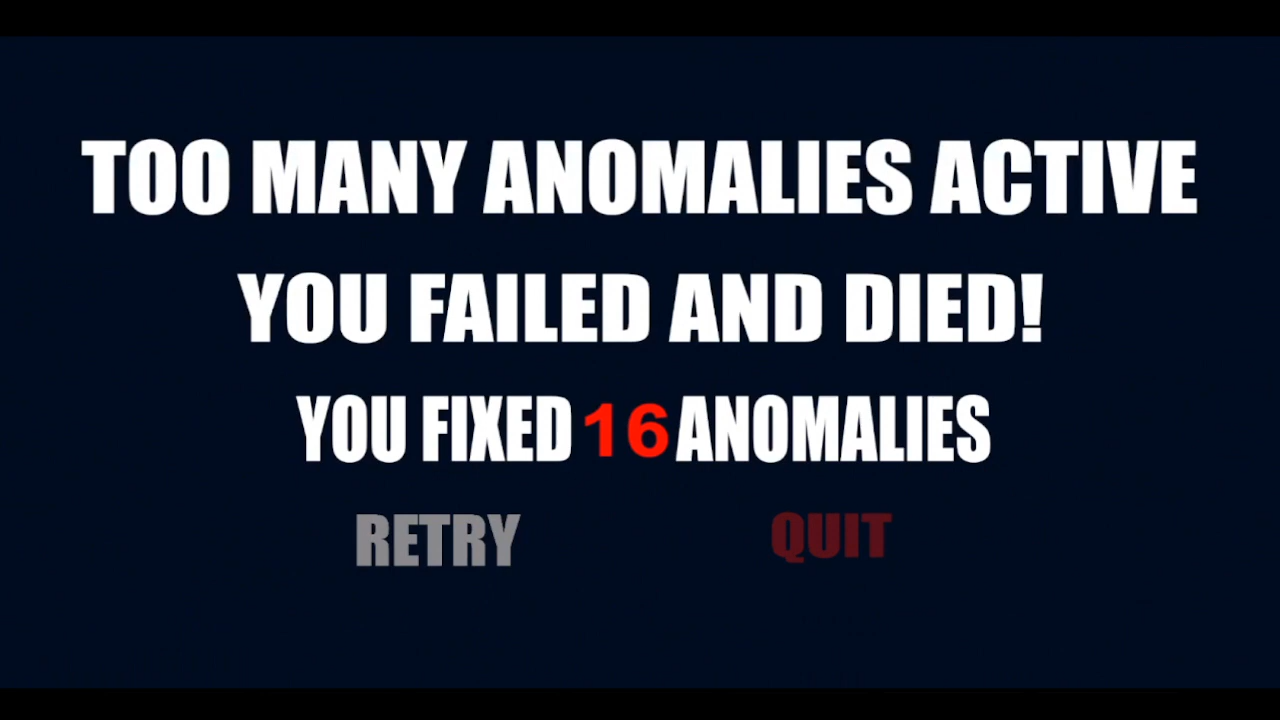 TOO MANY ANOMALIES ACTIVE
YOU FAILED AND DIED!
YOU FIXED 16 ANOMALIES
RETRY QUIT